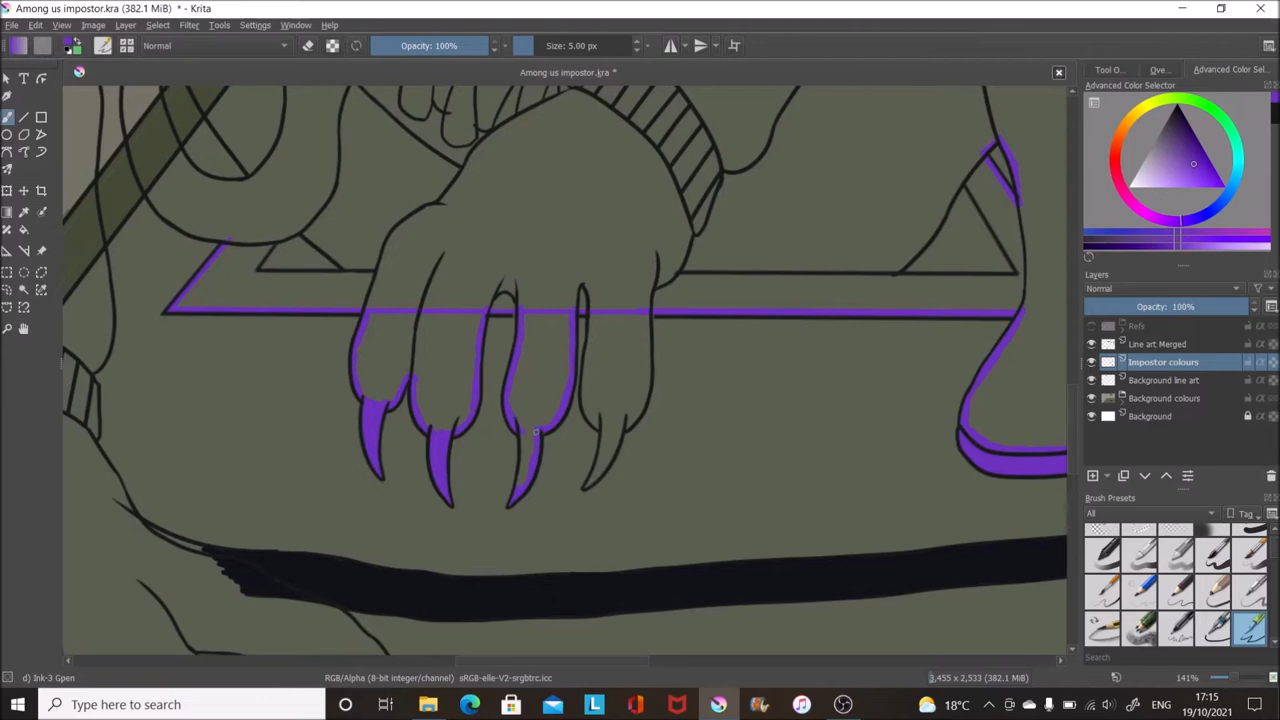 Among us impostor.kra (382.1 MiB) * - Krita
File Edit View Image Layer Select Filter Tools Settings Window Help
Normal Opacity: 100% Size: 5.00 px
Among us impostor.kra *
Tool O... Ove... Advanced Color Sel...
Advanced Color Selector
Layers
Normal
Opacity: 100%
Refs
Line art Merged
Impostor colours
Background line art
Background colours
Background
Brush Presets
All Tag
Search
d) Ink-3 Gpen RGB/Alpha (8-bit integer/channel) sRGB-elle-V2-srgbtrc.icc 3,455 x 2,533 (382.1 MiB) 141%
Type here to search
18°C
ENG
17:15
19/10/2021